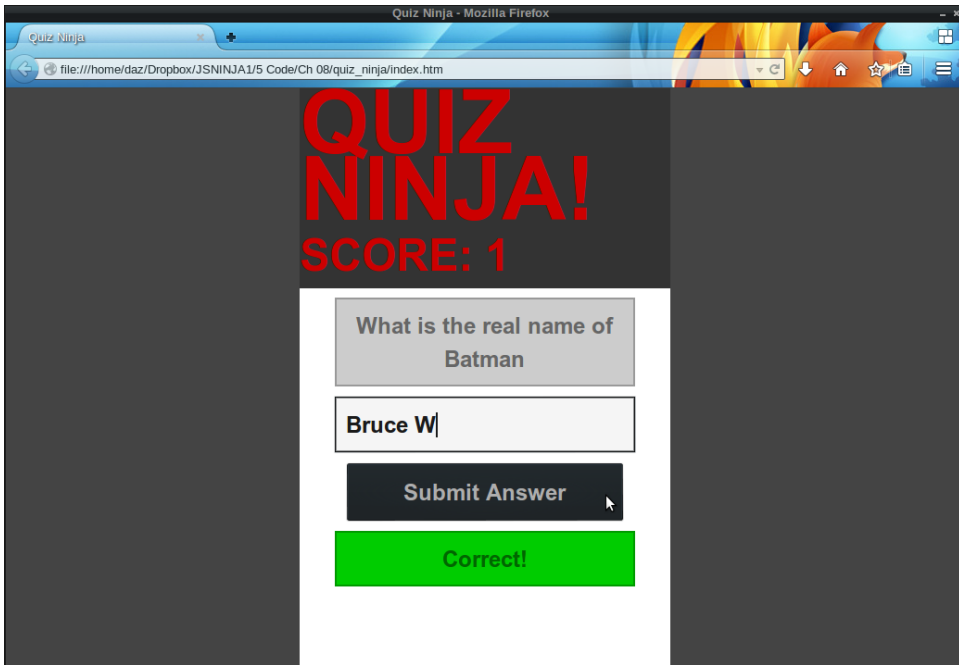 Quiz Ninja - Mozilla Firefox
Quiz Ninja
file:///home/daz/Dropbox/JSNINJA1/5 Code/Ch 08/quiz_ninja/index.htm
QUIZ
NINJA!
SCORE: 1
What is the real name of
Batman
Bruce W
Submit Answer
Correct!